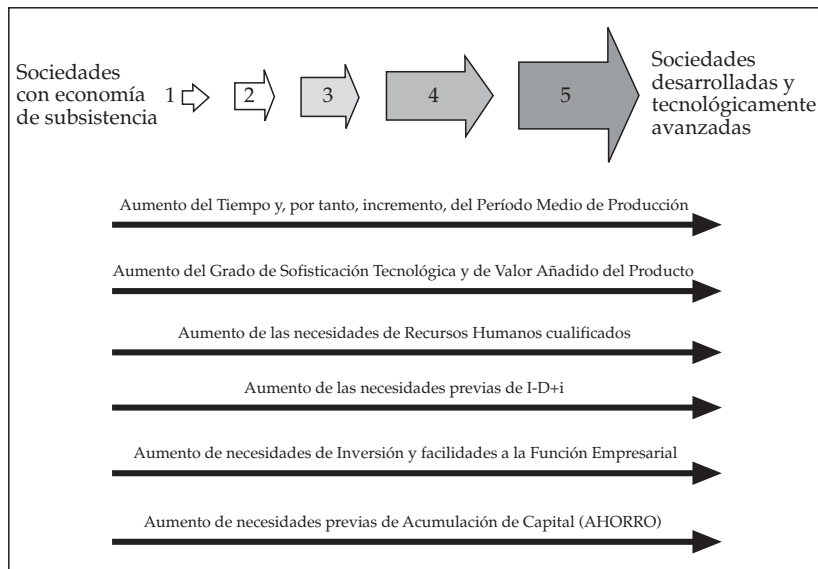 Sociedades
con economía
de subsistencia
1
2
3
4
5
Sociedades
desarrolladas y
tecnológicamente
avanzadas
Aumento del Tiempo y, por tanto, incremento, del Período Medio de Producción
Aumento del Grado de Sofisticación Tecnológica y de Valor Añadido del Producto
Aumento de las necesidades de Recursos Humanos cualificados
Aumento de las necesidades previas de I-D+i
Aumento de necesidades de Inversión y facilidades a la Función Empresarial
Aumento de necesidades previas de Acumulación de Capital (AHORRO)